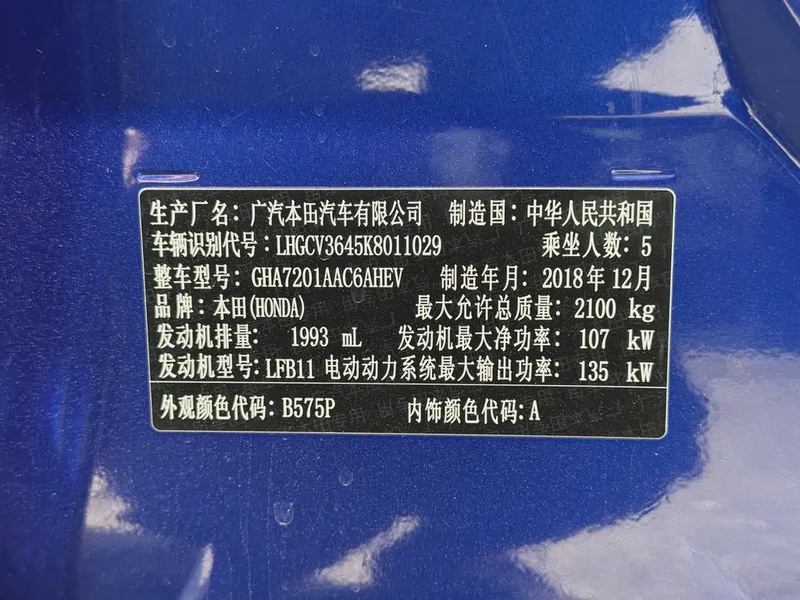 生产厂名：广汽本田汽车有限公司 制造国：中华人民共和国
车辆识别代号：LHGCV3645K8011029 乘坐人数：5
整车型号：GHA7201AAC6AHEV 制造年月：2018年12月
品牌：本田(HONDA) 最大允许总质量：2100 kg
发动机排量： 1993 mL 发动机最大净功率：107 kW
发动机型号：LFB11 电动动力系统最大输出功率：135 kW
外观颜色代码：B575P 内饰颜色代码：A